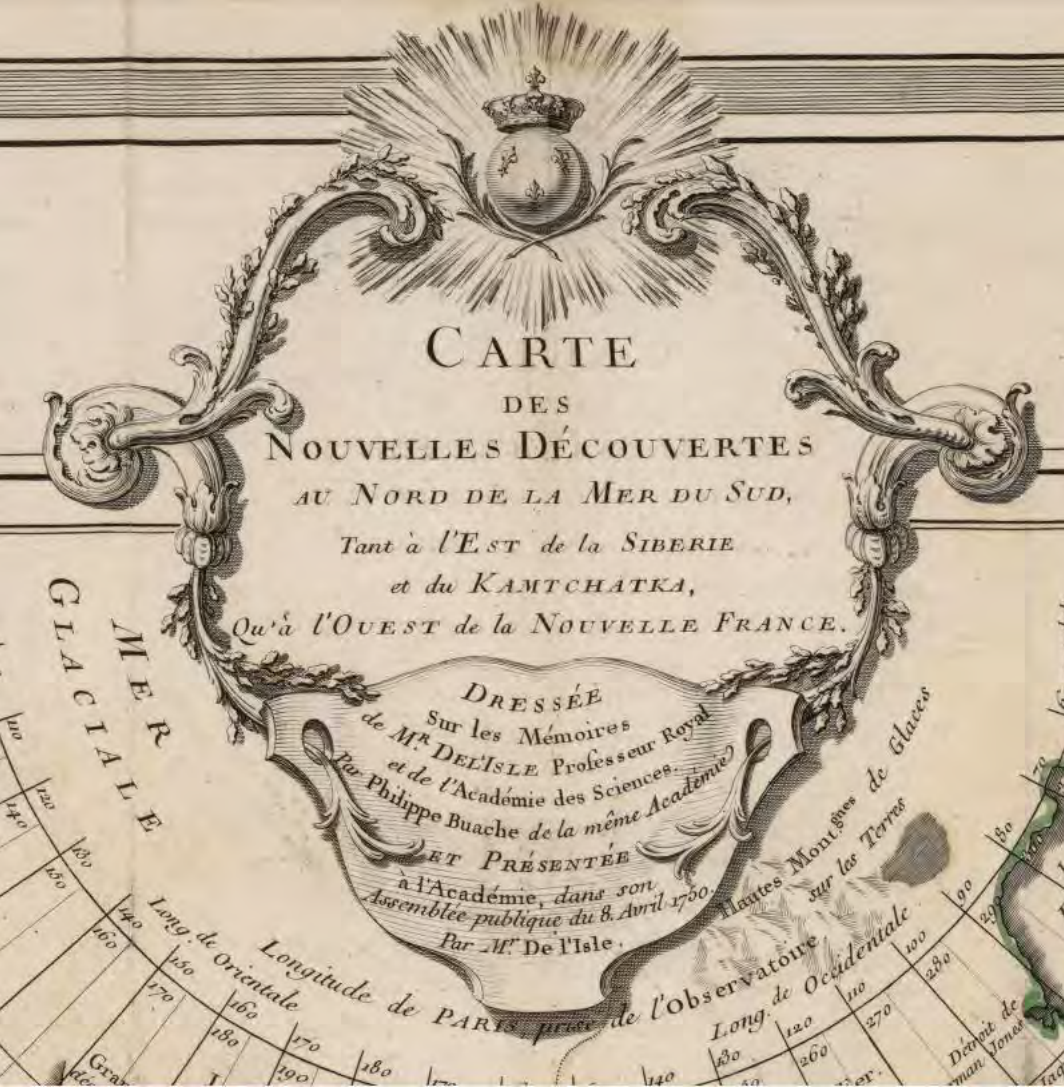 CARTE
DES
NOUVELLES DÉCOUVERTES
AU NORD DE LA MER DU SUD,
Tant à l'EST de la SIBERIE
et du KAMTCHATKA,
Qu'à l'OUEST de la NOUVELLE FRANCE.
DRESSÉE
Sur les Mémoires
de MR. DEL'ISLE Professeur Royal
et de l'Académie des Sciences.
Par Philippe Buache de la même Académie
ET PRÉSENTÉE
à l'Académie, dans son
Assemblée publique du 8. Avril 1750.
Par Mr. De l'Isle.
MER
GLACIALE
Hautes Montgnes de Glaces
sur les Terres
Long. de Orientale
Longitude de PARIS prise de l'Observatoire
Long. de Occidentale
Détroit de
110
120
130
140
150
160
170
180
140
150
160
170
180
190
70
80
90
100
110
120
130
140
290
280
270
260